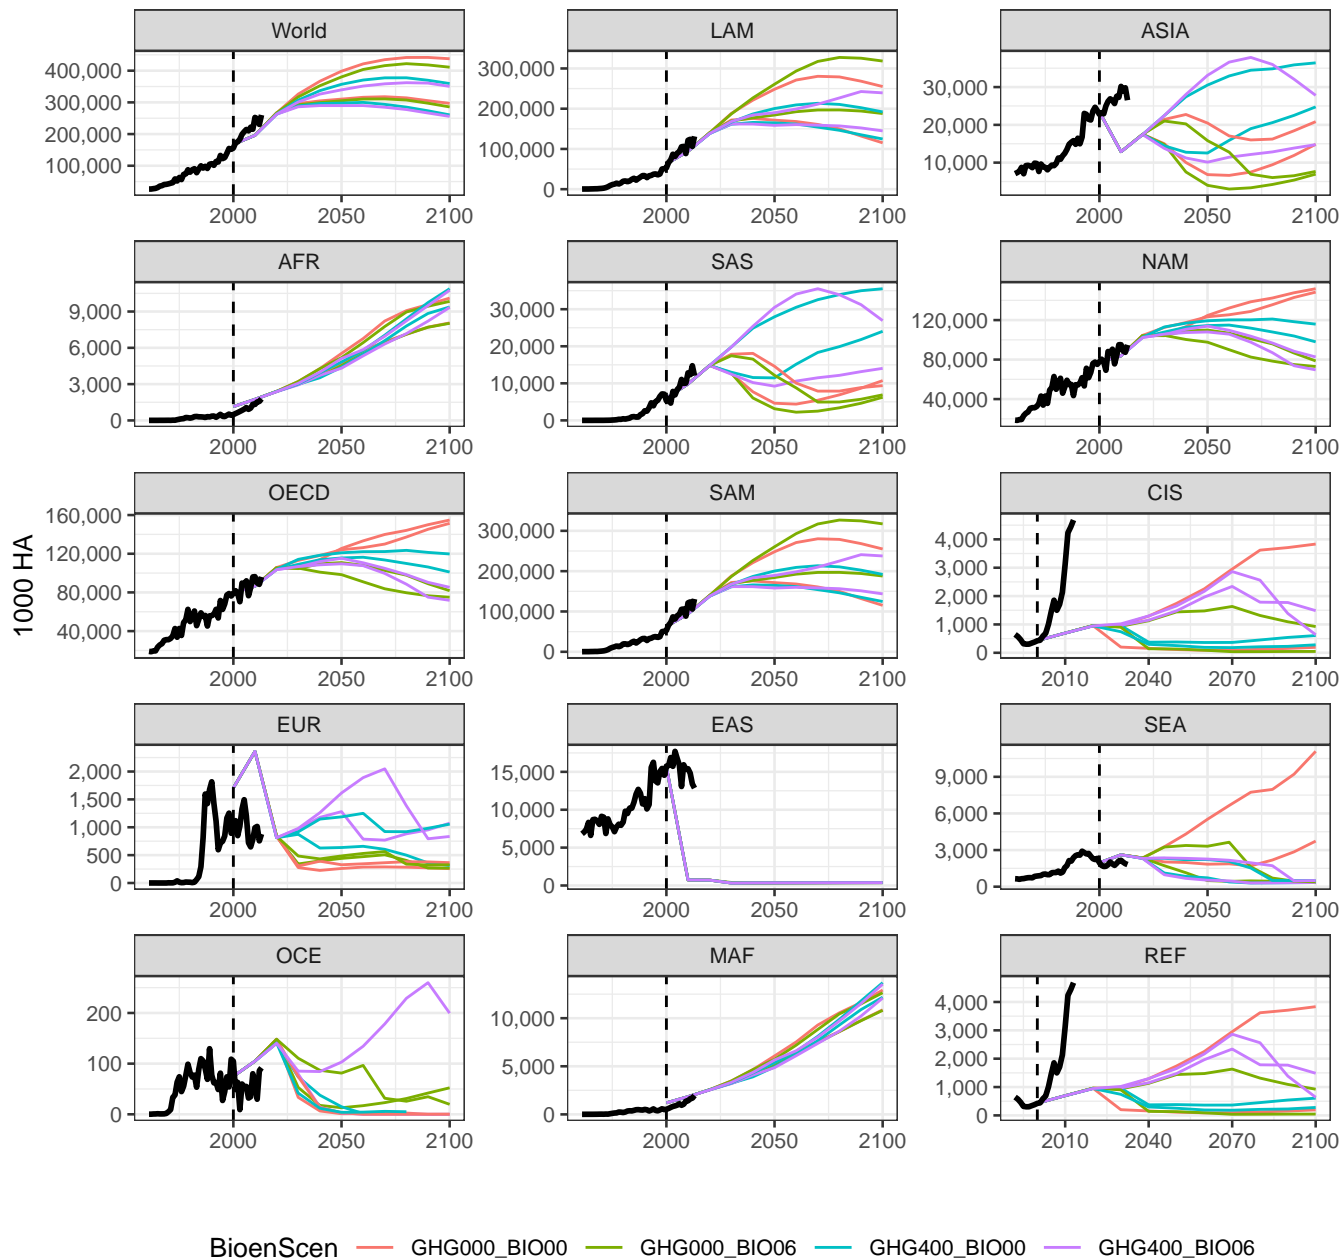 World LAM ASIA
400,000 300,000 200,000 100,000
300,000 200,000 100,000 0
30,000 20,000 10,000
2000 2050 2100 2000 2050 2100 2000 2050 2100
AFR SAS NAM
9,000 6,000 3,000 0
30,000 20,000 10,000 0
120,000 80,000 40,000
2000 2050 2100 2000 2050 2100 2000 2050 2100
OECD SAM CIS
160,000 120,000 80,000 40,000
300,000 200,000 100,000 0
4,000 3,000 2,000 1,000 0
2000 2050 2100 2000 2050 2100 2010 2040 2070 2100
1000 HA
EUR EAS SEA
2,000 1,500 1,000 500 0
15,000 10,000 5,000 0
9,000 6,000 3,000 0
2000 2050 2100 2000 2050 2100 2000 2050 2100
OCE MAF REF
200 100 0
10,000 5,000 0
4,000 3,000 2,000 1,000 0
2000 2050 2100 2000 2050 2100 2010 2040 2070 2100
BioenScen GHG000_BIO00 GHG000_BIO06 GHG400_BIO00 GHG400_BIO06